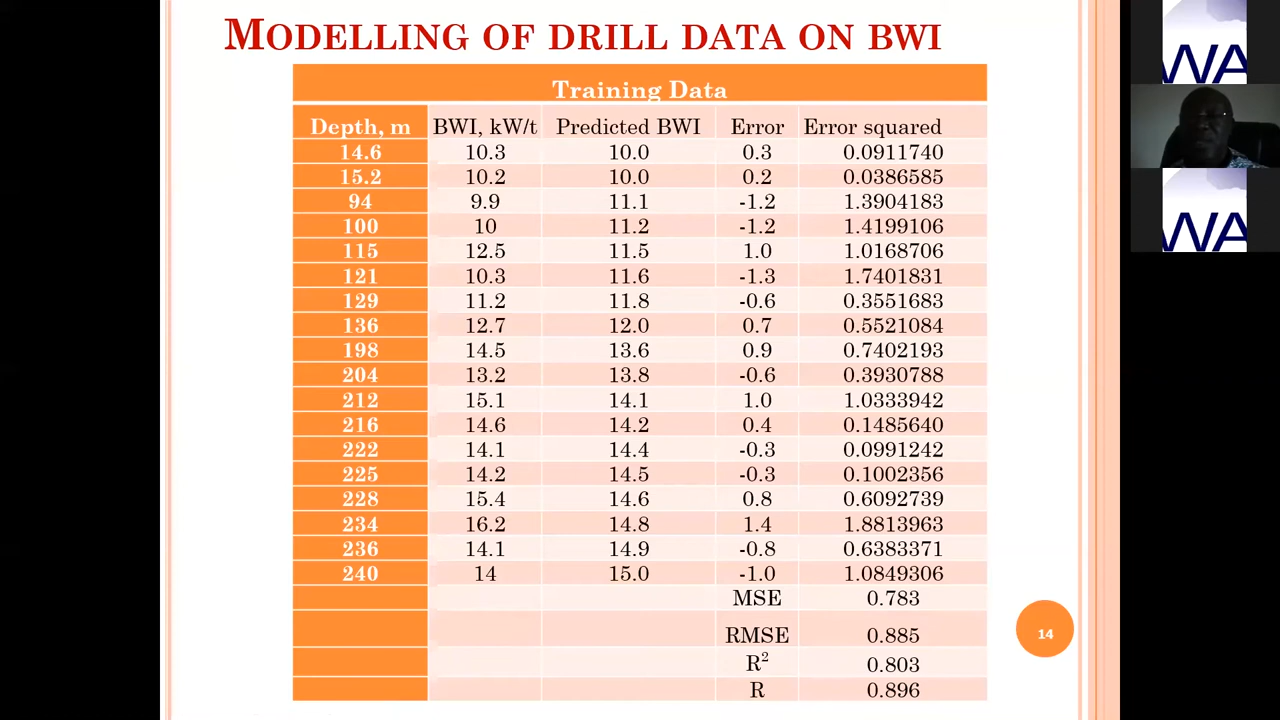 MODELLING OF DRILL DATA ON BWI
Training Data
Depth, m BWI, kW/t Predicted BWI Error Error squared
14.6 10.3 10.0 0.3 0.0911740
15.2 10.2 10.0 0.2 0.0386585
94 9.9 11.1 -1.2 1.3904183
100 10 11.2 -1.2 1.4199106
115 12.5 11.5 1.0 1.0168706
121 10.3 11.6 -1.3 1.7401831
129 11.2 11.8 -0.6 0.3551683
136 12.7 12.0 0.7 0.5521084
198 14.5 13.6 0.9 0.7402193
204 13.2 13.8 -0.6 0.3930788
212 15.1 14.1 1.0 1.0333942
216 14.6 14.2 0.4 0.1485640
222 14.1 14.4 -0.3 0.0991242
225 14.2 14.5 -0.3 0.1002356
228 15.4 14.6 0.8 0.6092739
234 16.2 14.8 1.4 1.8813963
236 14.1 14.9 -0.8 0.6383371
240 14 15.0 -1.0 1.0849306
MSE 0.783
RMSE 0.885
R² 0.803
R 0.896
14
WA
WA